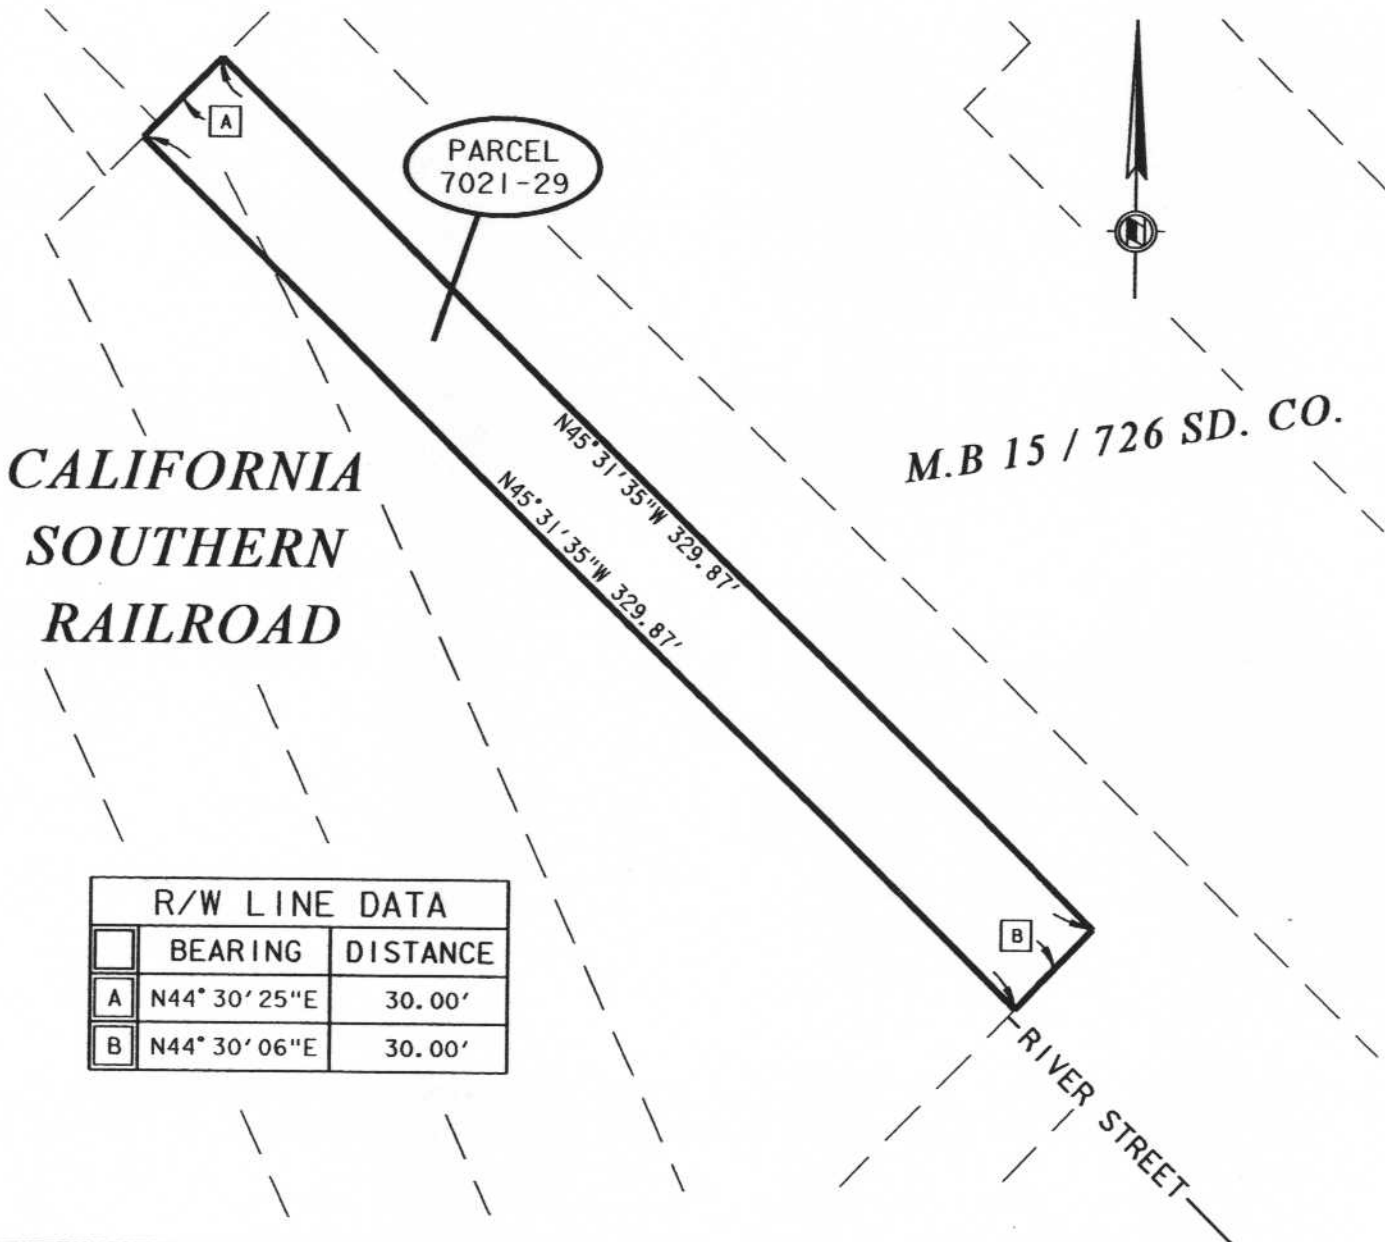 A
PARCEL
7021-29
M.B 15 / 726 SD. CO.
N45°31'35"W 329.87'
N45°31'35"W 329.87'
CALIFORNIA
SOUTHERN
RAILROAD
R/W LINE DATA
BEARING DISTANCE
A N44°30'25"E 30.00'
B N44°30'06"E 30.00'
B
RIVER STREET